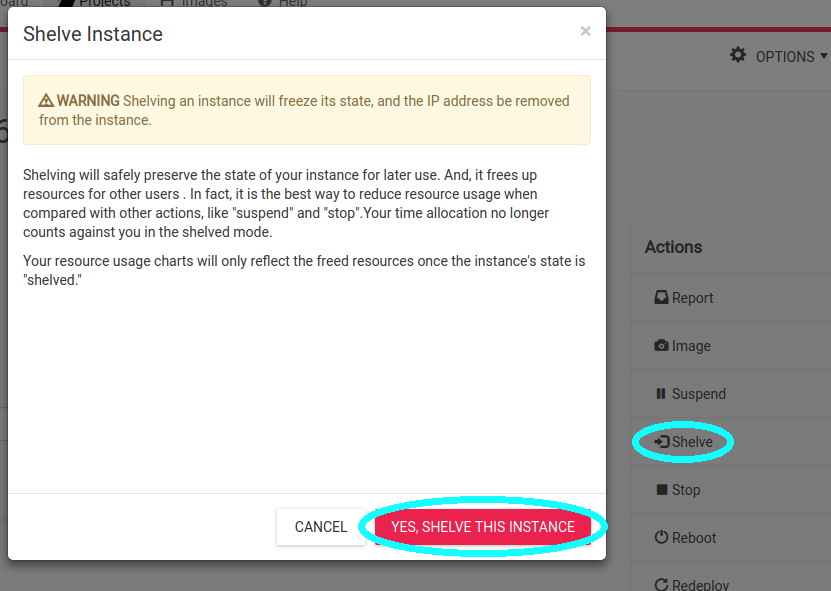 Projects
Images
Help
Shelve Instance
×
OPTIONS
WARNING Shelving an instance will freeze its state, and the IP address be removed
from the instance.
Shelving will safely preserve the state of your instance for later use. And, it frees up
resources for other users . In fact, it is the best way to reduce resource usage when
compared with other actions, like "suspend" and "stop".Your time allocation no longer
counts against you in the shelved mode.
Your resource usage charts will only reflect the freed resources once the instance's state is
"shelved."
CANCEL
YES, SHELVE THIS INSTANCE
Actions
Report
Image
Suspend
Shelve
Stop
Reboot
Redeploy